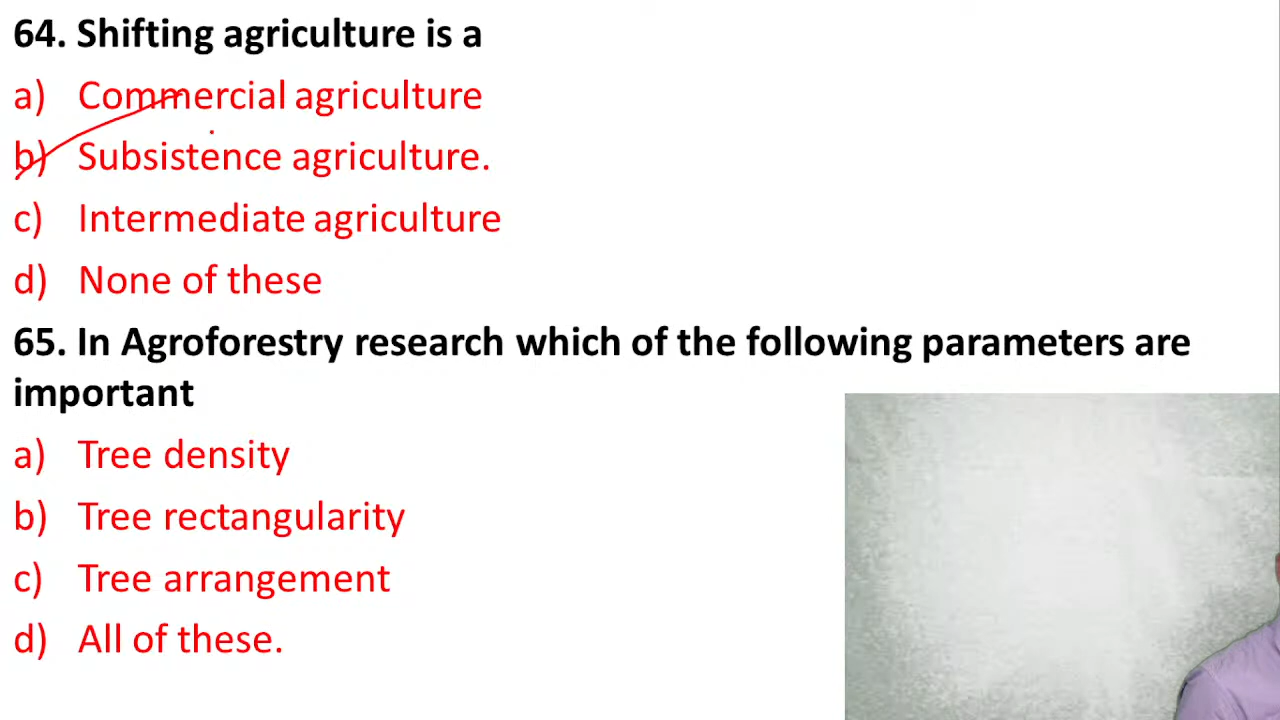 64. Shifting agriculture is a
a) Commercial agriculture
b) Subsistence agriculture.
c) Intermediate agriculture
d) None of these
65. In Agroforestry research which of the following parameters are
important
a) Tree density
b) Tree rectangularity
c) Tree arrangement
d) All of these.